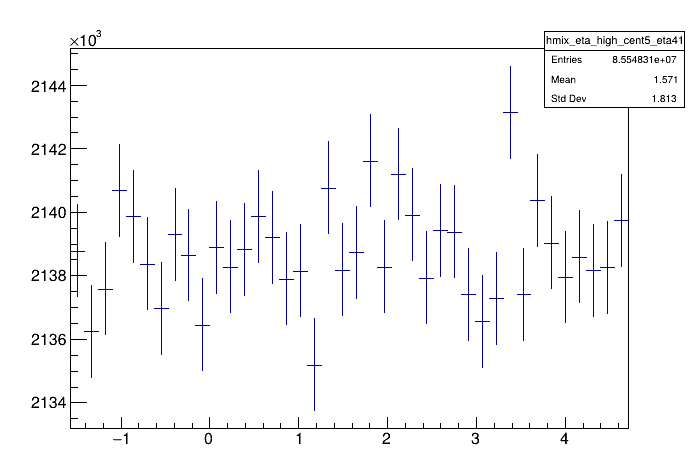 ×10³
hmix_eta_high_cent5_eta41
Entries 8.554831e+07
Mean 1.571
Std Dev 1.813
2144
2142
2140
2138
2136
2134
−1 0 1 2 3 4